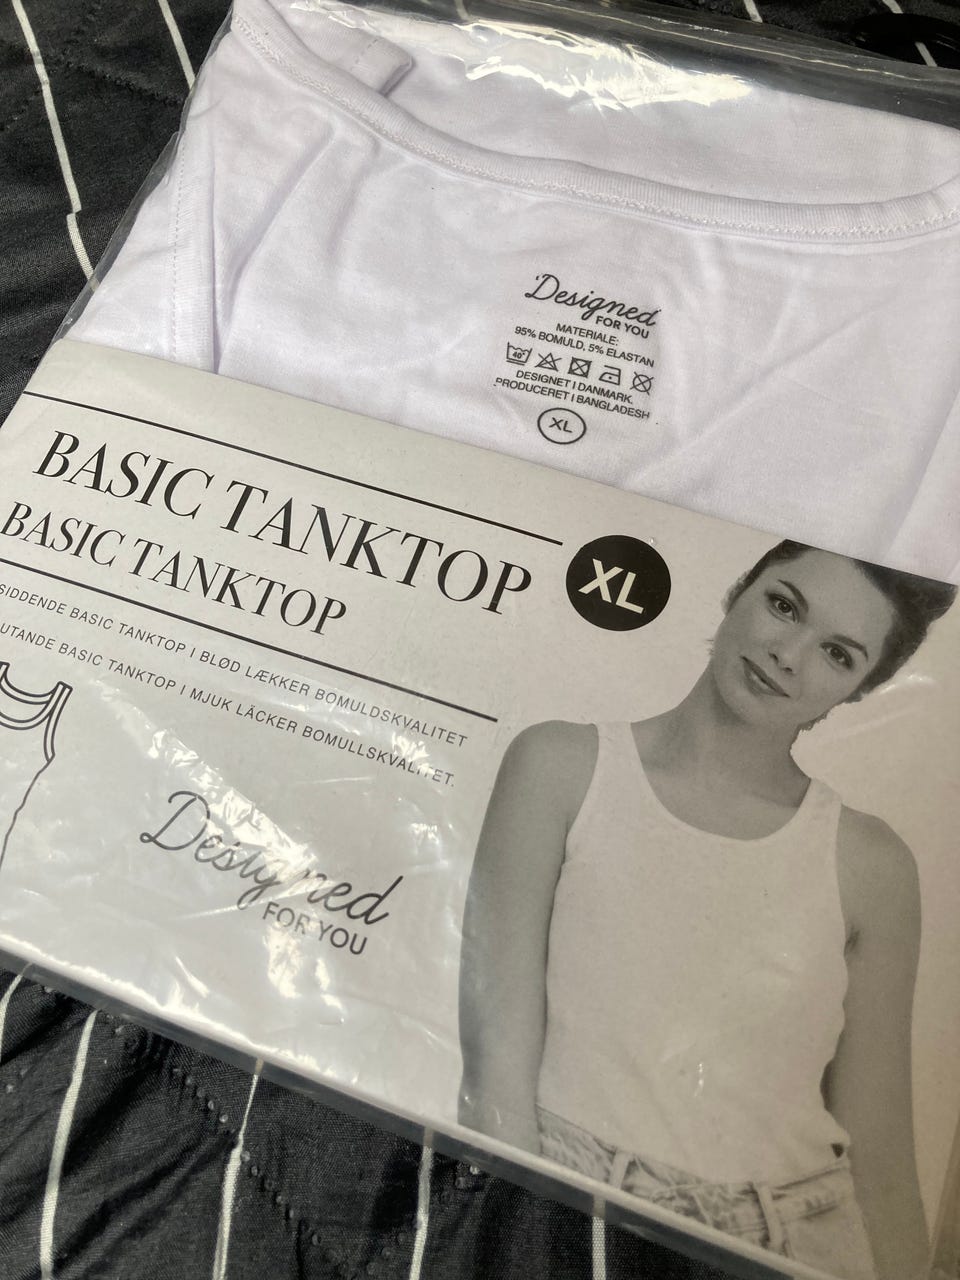 Designed
FOR YOU
MATERIALE:
95% BOMULD, 5% ELASTAN
40°
DESIGNET I DANMARK.
PRODUCERET I BANGLADESH
XL
BASIC TANKTOP
BASIC TANKTOP
XL
SIDDENDE BASIC TANKTOP I BLØD LÆKKER BOMULDSKVALITET
UTANDE BASIC TANKTOP I MJUK LÄCKER BOMULLSKVALITET.
Designed
FOR YOU